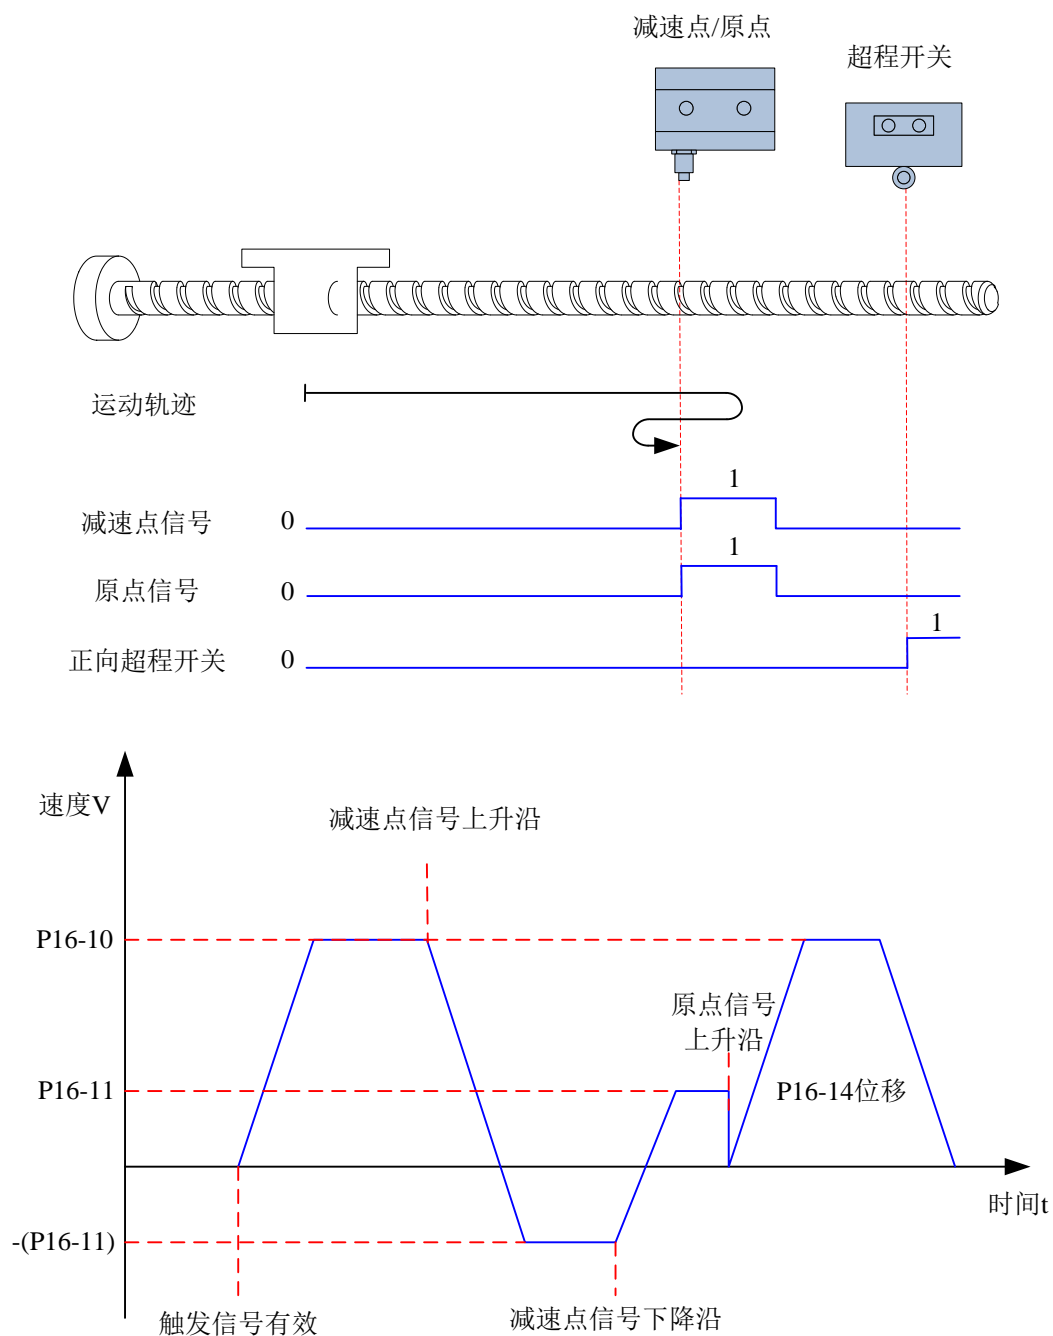 减速点/原点
超程开关
运动轨迹
1
减速点信号 0
1
原点信号 0
1
正向超程开关 0
速度V
减速点信号上升沿
P16-10
原点信号
上升沿
P16-11
P16-14位移
时间t
-(P16-11)
触发信号有效
减速点信号下降沿